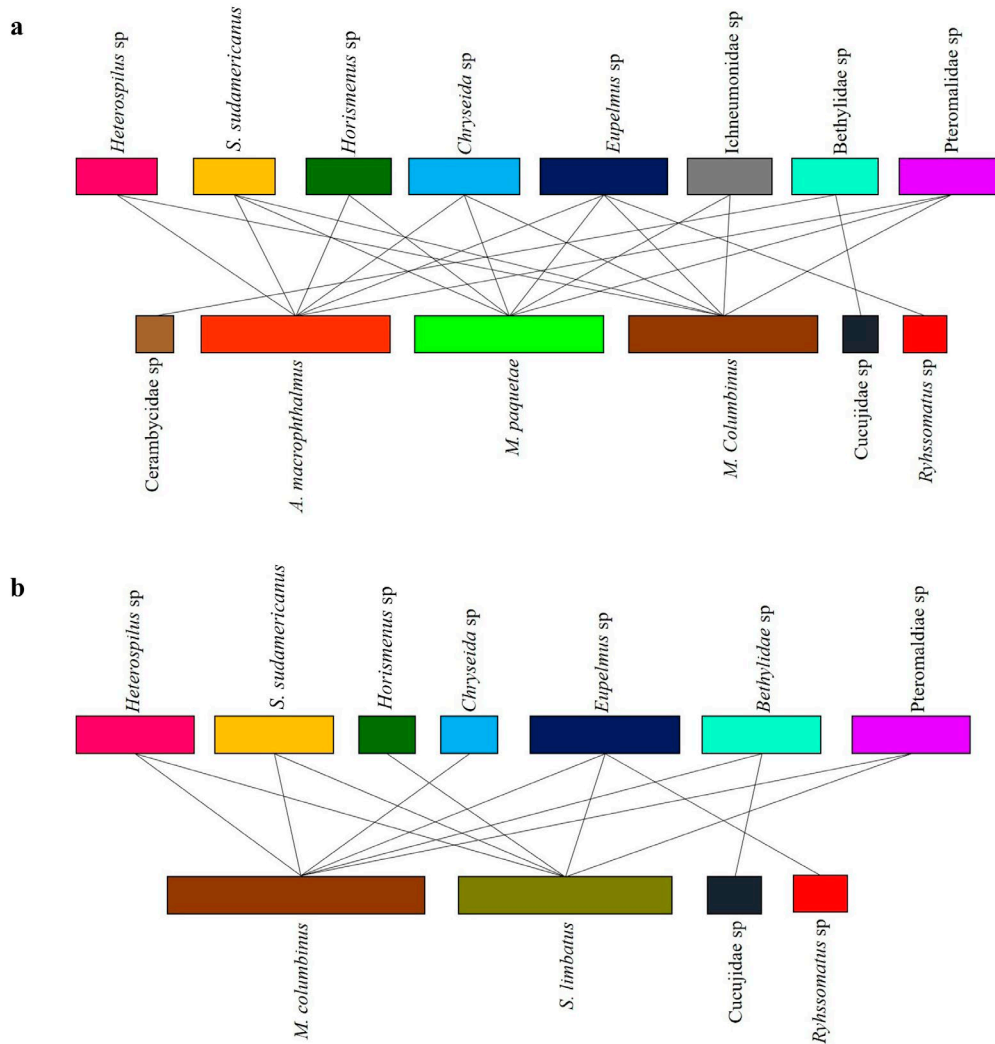 a
Heterospilus sp
S. sudamericanus
Horismenus sp
Chryseida sp
Eupelmus sp
Ichneumonidae sp
Bethylidae sp
Pteromalidae sp
Cerambycidae sp
A. macrophthalmus
M. paquetae
M. Columbinus
Cucujidae sp
Ryhssomatus sp
b
Heterospilus sp
S. sudamericanus
Horismenus sp
Chryseida sp
Eupelmus sp
Bethylidae sp
Pteromaldiae sp
M. columbinus
S. limbatus
Cucujidae sp
Ryhssomatus sp